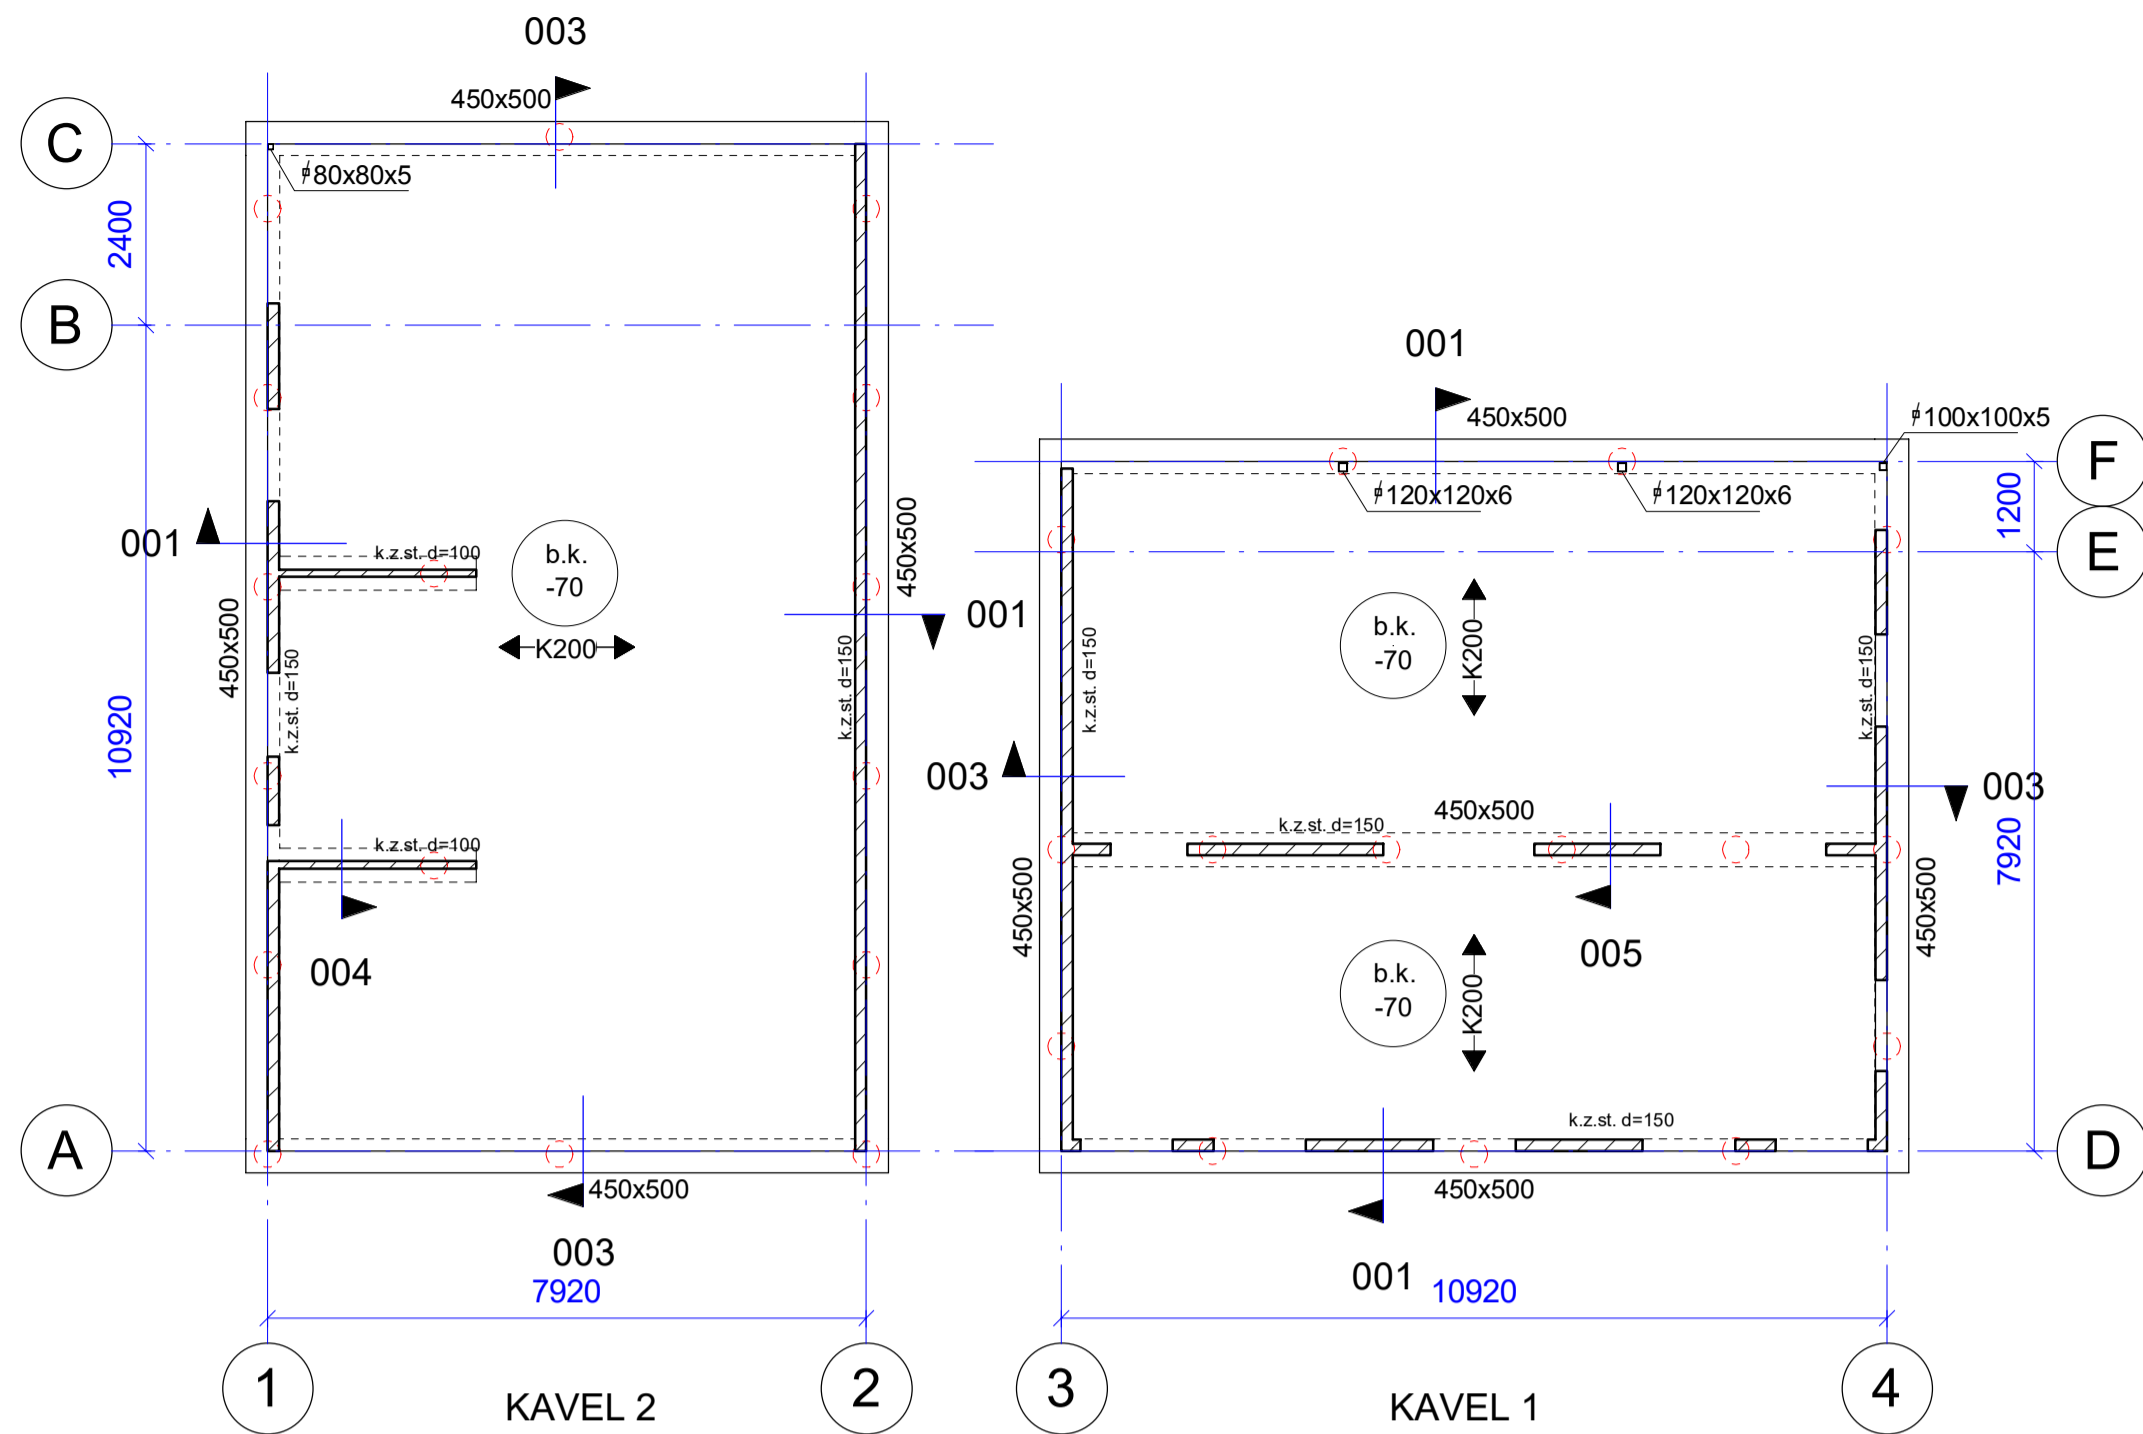 003
450x500
C
80x80x5
2400
B
001
k.z.st. d=100
b.k.
-70
K200
450x500
001
450x500
k.z.st. d=150
k.z.st. d=150
10920
k.z.st. d=100
004
A
450x500
003
7920
1
2
KAVEL 2
001
450x500
100x100x5
F
120x120x6
120x120x6
1200
E
b.k.
-70
K200
k.z.st. d=150
k.z.st. d=150
003
003
450x500
k.z.st. d=150
7920
450x500
450x500
005
b.k.
-70
K200
k.z.st. d=150
D
450x500
001
10920
3
4
KAVEL 1